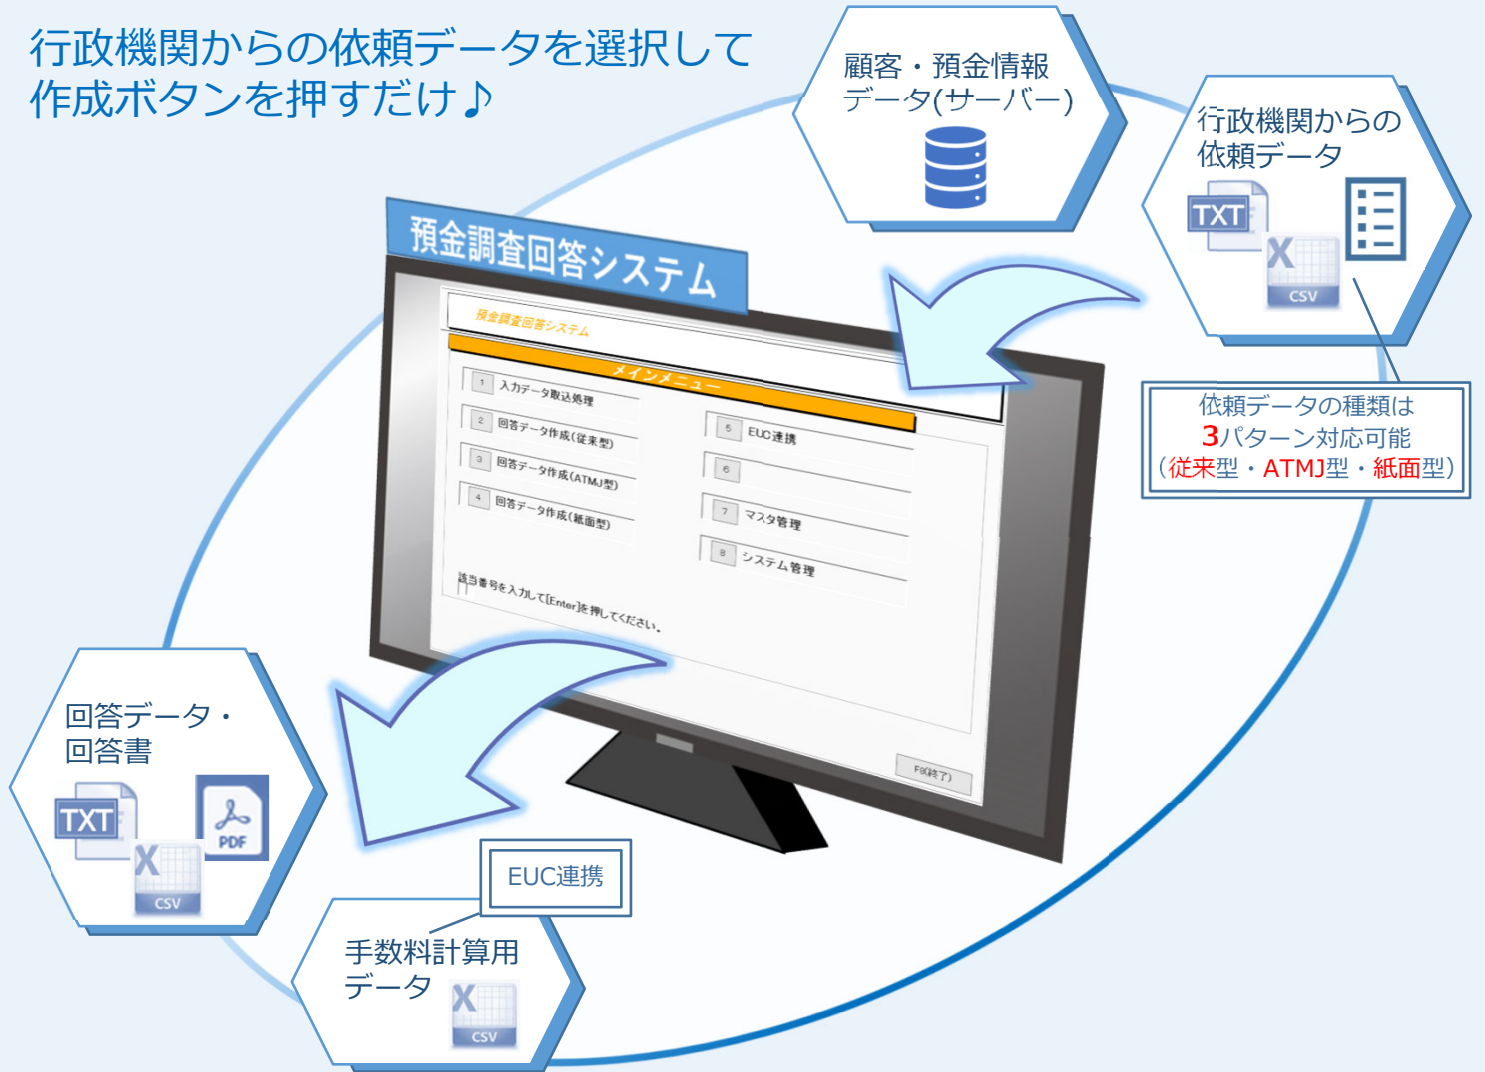 行政機関からの依頼データを選択して
作成ボタンを押すだけ♪
顧客・預金情報
データ(サーバー)
行政機関からの
依頼データ
TXT
X
CSV
依頼データの種類は
3パターン対応可能
(従来型・ATMJ型・紙面型)
預金調査回答システム
預金調査回答システム
メインメニュー
1 入力データ取込処理
2 回答データ作成(従来型)
3 回答データ作成(ATMJ型)
4 回答データ作成(紙面型)
5 EUC連携
6
7 マスタ管理
8 システム管理
該当番号を入力して[Enter]を押してください。
F8(終了)
回答データ・
回答書
TXT
PDF
X
CSV
EUC連携
手数料計算用
データ
X
CSV